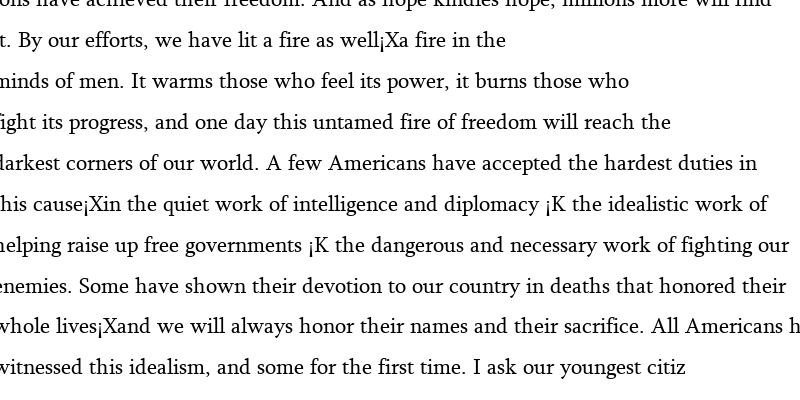 have achieved their freedom. And as hope kindles hope, millions more will find
By our efforts, we have lit a fire as well¡Xa fire in the
minds of men. It warms those who feel its power, it burns those who
its progress, and one day this untamed fire of freedom will reach the
darkest corners of our world. A few Americans have accepted the hardest duties in
cause¡Xin the quiet work of intelligence and diplomacy ¡K the idealistic work of
helping raise up free governments ¡K the dangerous and necessary work of fighting our
enemies. Some have shown their devotion to our country in deaths that honored their
whole lives¡Xand we will always honor their names and their sacrifice. All Americans
witnessed this idealism, and some for the first time. I ask our youngest citiz